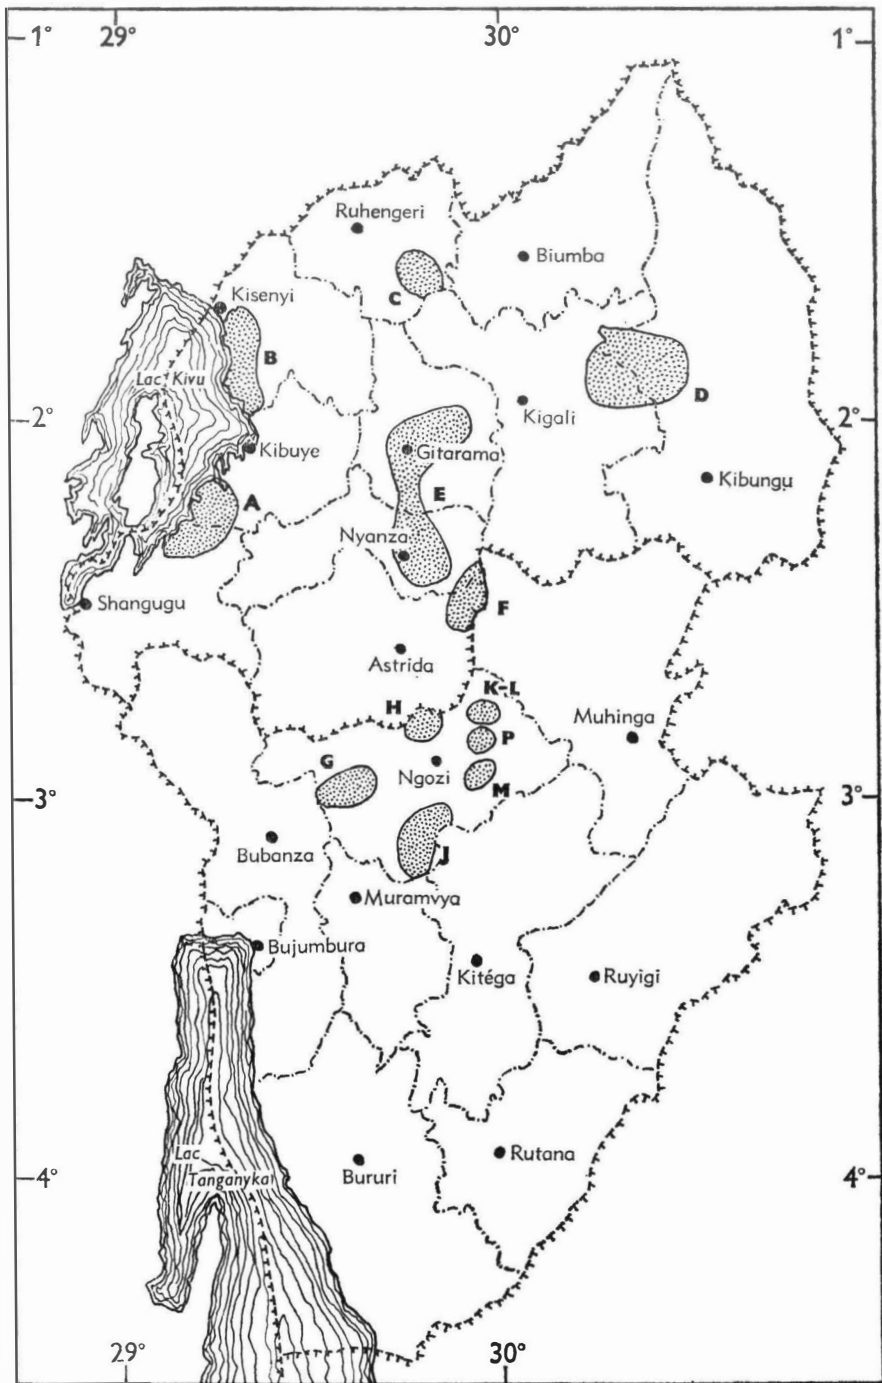 29° 30°
1° 1°
Ruhengeri
Biumba
C
Kisenyi
B
Lac Kivu
D
Kigali
2° 2°
Kibuye
Gitarama
Kibungu
A
E
Nyanza
Shangugu
F
Astrida
K-L
H
Muhinga
P
G
Ngozi
M
3° 3°
Bubanza
J
Muramvya
Bujumbura
Kitéga
Ruyigi
Lac
Tanganyka
Rutana
Bururi
4° 4°
29° 30°